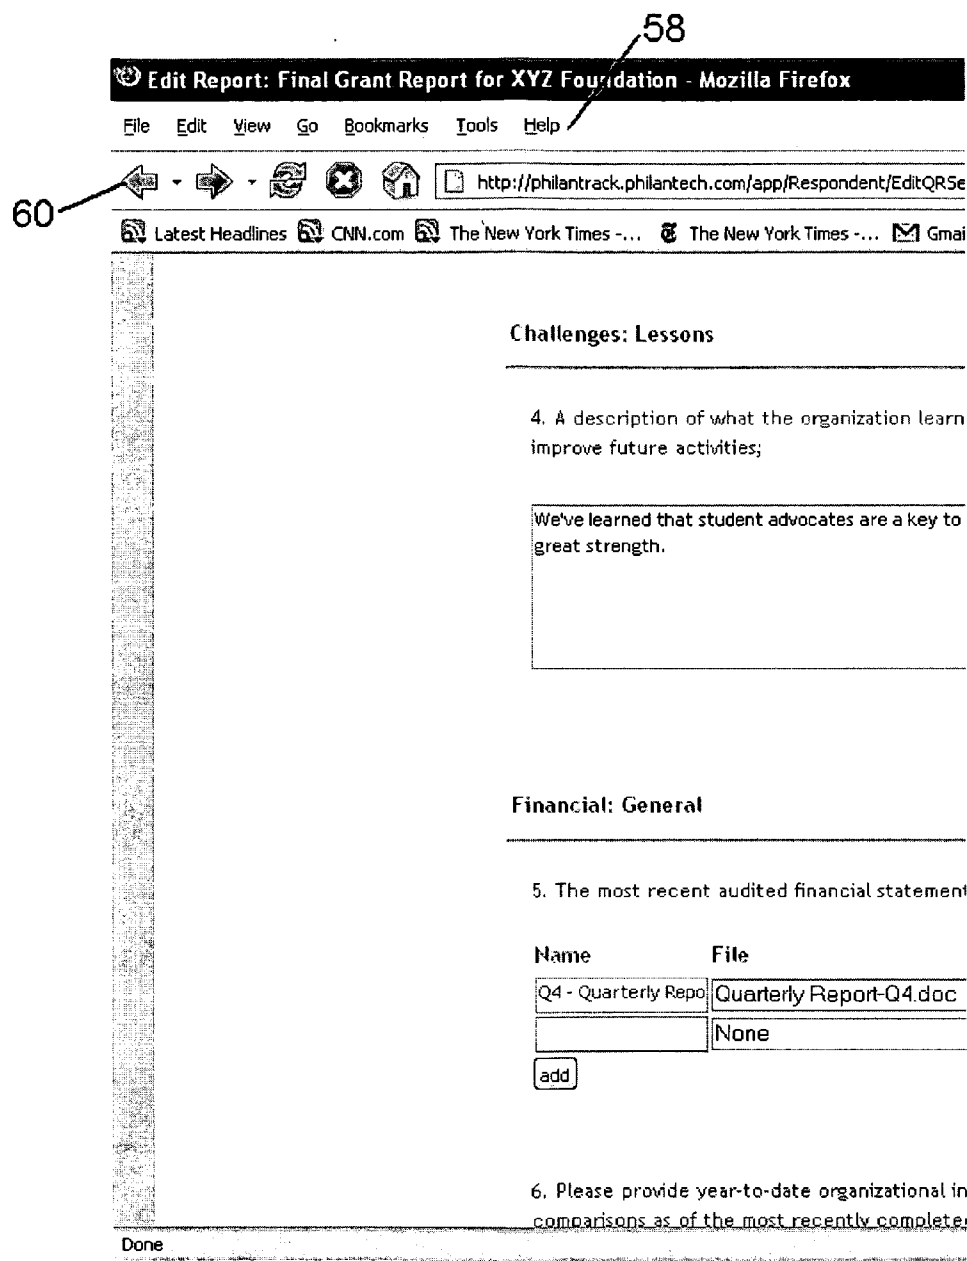 58
Edit Report: Final Grant Report for XYZ Foundation - Mozilla Firefox
File Edit View Go Bookmarks Tools Help
http://philantrack.philantech.com/app/Respondent/EditQRSe
60
Latest Headlines CNN.com The New York Times -... The New York Times -... Gmai
Challenges: Lessons
4. A description of what the organization learn
improve future activities;
We've learned that student advocates are a key to
great strength.
Financial: General
5. The most recent audited financial statement
Name File
Q4 - Quarterly Repo Quarterly Report-Q4.doc
None
add
6. Please provide year-to-date organizational in
comparisons as of the most recently complete
Done